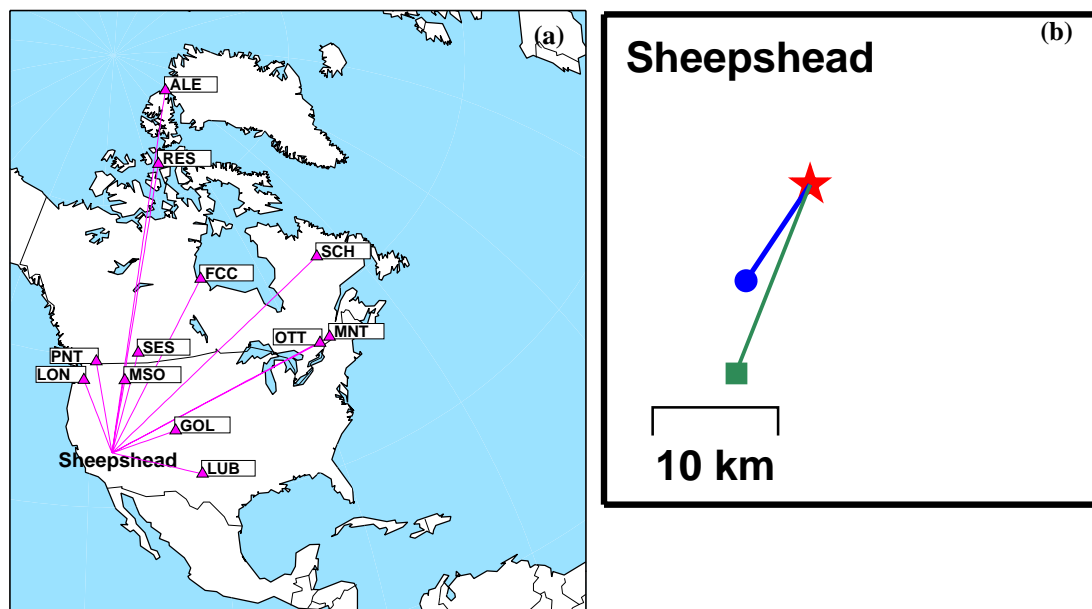 (a)
ALE
RES
SCH
FCC
OTT
MNT
PNT
SES
LON
MSO
GOL
Sheepshead
LUB
(b)
Sheepshead
10 km